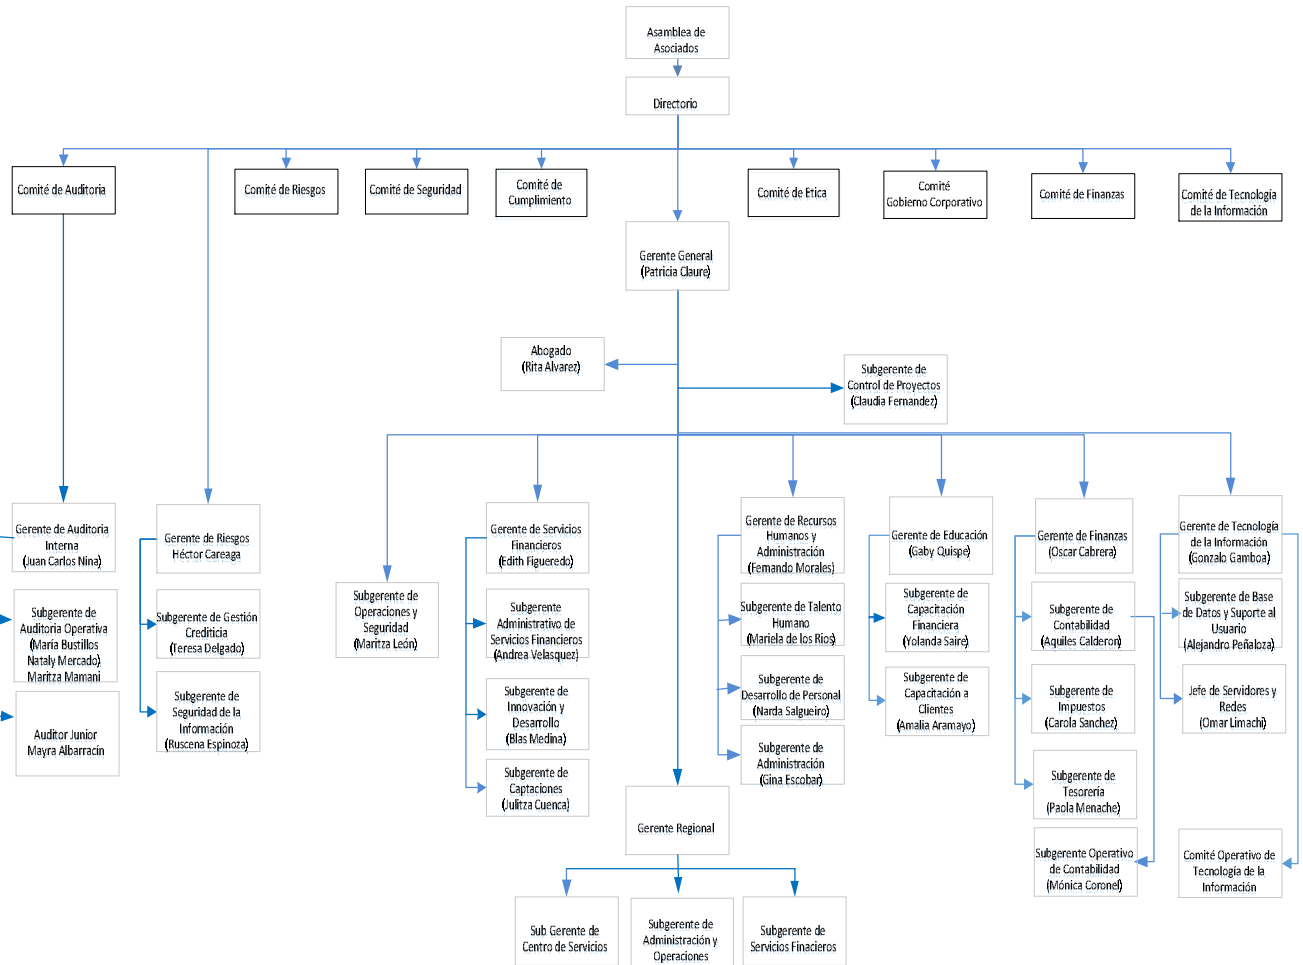 Asamblea de
Asociados
Directorio
Comité de Auditoria
Comité de Riesgos
Comité de Seguridad
Comité de
Cumplimiento
Comité de Etica
Comité
Gobierno Corporativo
Comité de Finanzas
Comité de Tecnología
de la Información
Gerente General
(Patricia Claure)
Abogado
(Rita Alvarez)
Subgerente de
Control de Proyectos
(Claudia Fernandez)
Gerente de Auditoria
Interna
(Juan Carlos Nina)
Subgerente de
Auditoria Operativa
(María Bustillos
Nataly Mercado)
Maritza Mamani
Auditor Junior
Mayra Albarracín
Gerente de Riesgos
Héctor Careaga
Subgerente de Gestión
Crediticia
(Teresa Delgado)
Subgerente de
Seguridad de la
Información
(Ruscena Espinoza)
Subgerente de
Operaciones y
Seguridad
(Maritza León)
Gerente de Servicios
Financieros
(Edith Figueredo)
Subgerente
Administrativo de
Servicios Financieros
(Andrea Velasquez)
Subgerente de
Innovación y
Desarrollo
(Blas Medina)
Subgerente de
Captaciones
(Julitza Cuenca)
Gerente de Recursos
Humanos y
Administración
(Fernando Morales)
Subgerente de Talento
Humano
(Mariela de los Rios)
Subgerente de
Desarrollo de Personal
(Narda Salgueiro)
Subgerente de
Administración
(Gina Escobar)
Gerente de Educación
(Gaby Quispe)
Subgerente de
Capacitación
Financiera
(Yolanda Saire)
Subgerente de
Capacitación a
Clientes
(Amalia Aramayo)
Gerente de Finanzas
(Oscar Cabrera)
Subgerente de
Contabilidad
(Aquiles Calderon)
Subgerente de
Impuestos
(Carola Sanchez)
Subgerente de
Tesorería
(Paola Menache)
Subgerente Operativo
de Contabilidad
(Mónica Coronel)
Gerente de Tecnología
de la Información
(Gonzalo Gamboa)
Subgerente de Base
de Datos y Suporte al
Usuario
(Alejandro Peñaloza)
Jefe de Servidores y
Redes
(Omar Limachi)
Comité Operativo de
Tecnología de la
Información
Gerente Regional
Sub Gerente de
Centro de Servicios
Subgerente de
Administración y
Operaciones
Subgerente de
Servicios Finacieros